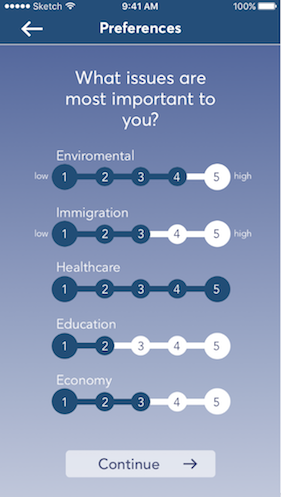 Sketch 9:41 AM 100%
Preferences
What issues are
most important to
you?
Enviromental
low 1 2 3 4 5 high
Immigration
low 1 2 3 4 5 high
Healthcare
1 2 3 4 5
Education
1 2 3 4 5
Economy
1 2 3 4 5
Continue